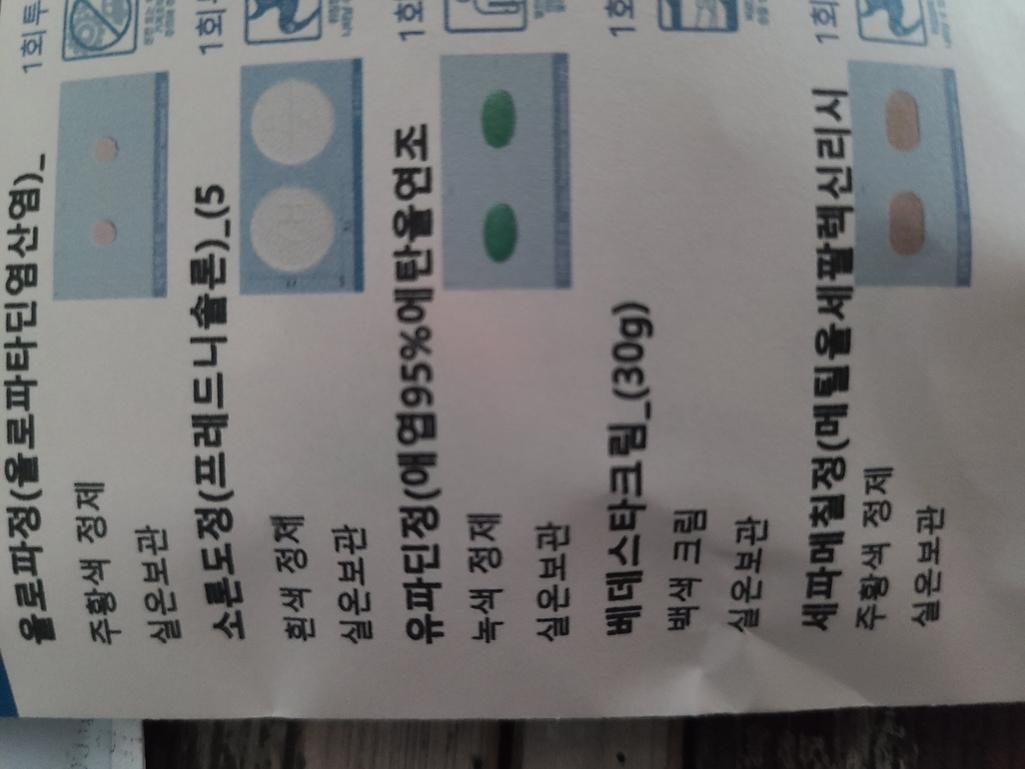 올로파정(올로파타딘염산염)_
주황색 정제
실온보관
1회투
소론도정(프레드니솔론)_(5
흰색 정제
실온보관
1회
유파딘정(애엽95%에탄올연조
녹색 정제
실온보관
1회
베데스타크림_(30g)
백색 크림
실온보관
1회
세파메칠정(메틸올세팔렉신리시
주황색 정제
실온보관
1회